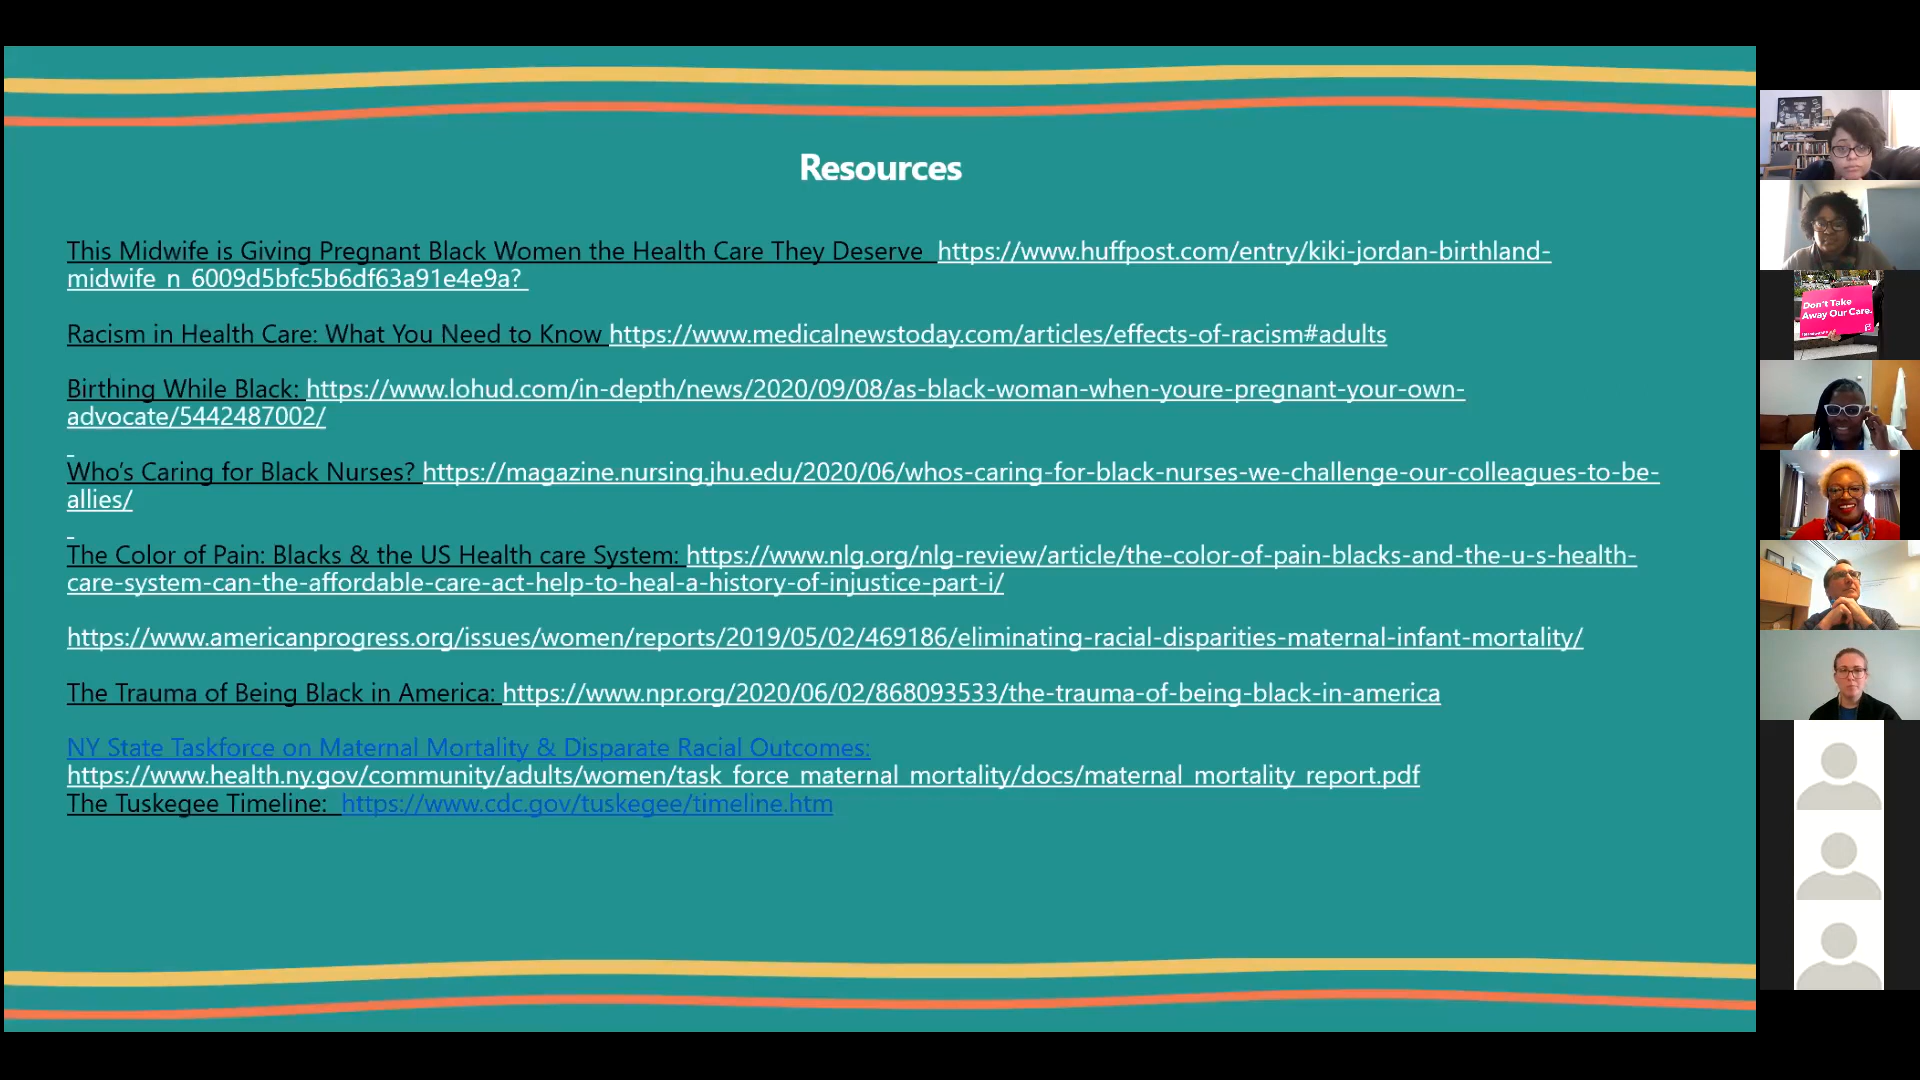 Resources
This Midwife is Giving Pregnant Black Women the Health Care They Deserve https://www.huffpost.com/entry/kiki-jordan-birthland-
midwife_n_6009d5bfc5b6df63a91e4e9a?
Racism in Health Care: What You Need to Know https://www.medicalnewstoday.com/articles/effects-of-racism#adults
Birthing While Black: https://www.lohud.com/in-depth/news/2020/09/08/as-black-woman-when-youre-pregnant-your-own-
advocate/5442487002/
Who's Caring for Black Nurses? https://magazine.nursing.jhu.edu/2020/06/whos-caring-for-black-nurses-we-challenge-our-colleagues-to-be-
allies/
The Color of Pain: Blacks & the US Health care System: https://www.nlg.org/nlg-review/article/the-color-of-pain-blacks-and-the-u-s-health-
care-system-can-the-affordable-care-act-help-to-heal-a-history-of-injustice-part-i/
https://www.americanprogress.org/issues/women/reports/2019/05/02/469186/eliminating-racial-disparities-maternal-infant-mortality/
The Trauma of Being Black in America: https://www.npr.org/2020/06/02/868093533/the-trauma-of-being-black-in-america
NY State Taskforce on Maternal Mortality & Disparate Racial Outcomes:
https://www.health.ny.gov/community/adults/women/task_force_maternal_mortality/docs/maternal_mortality_report.pdf
The Tuskegee Timeline: https://www.cdc.gov/tuskegee/timeline.htm
Don't Take
Away Our Care.